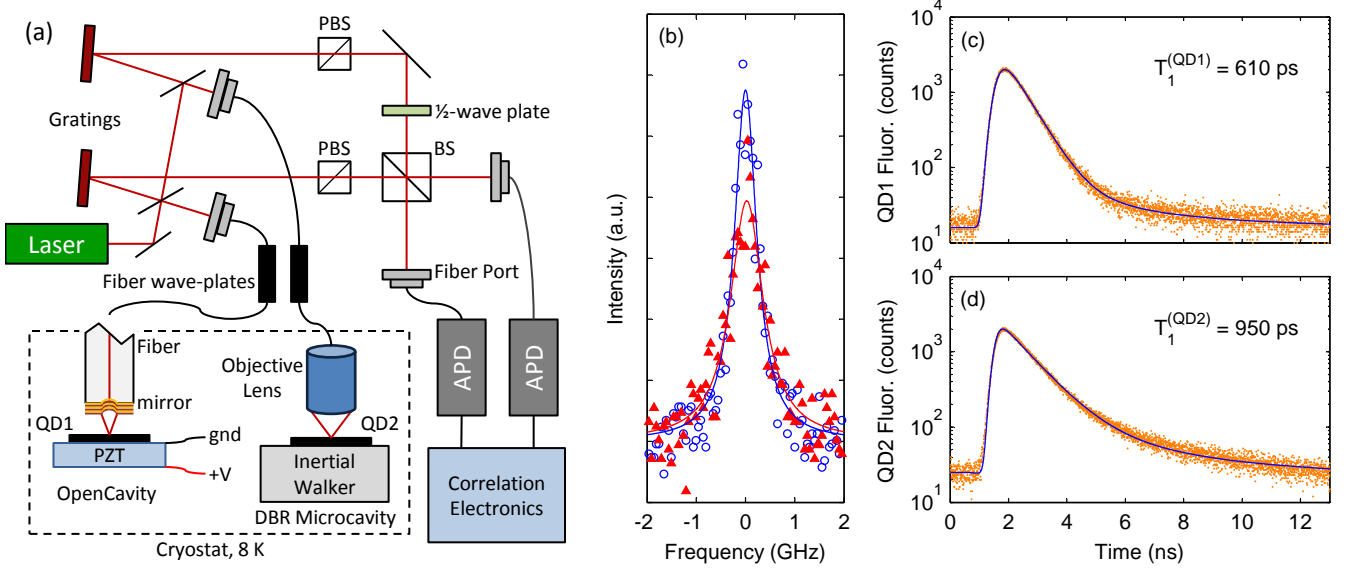 (a)
PBS
Gratings
½-wave plate
PBS
BS
Laser
Fiber wave-plates
Fiber Port
Fiber
mirror
QD1
PZT
gnd
+V
OpenCavity
Objective
Lens
QD2
Inertial
Walker
DBR Microcavity
Cryostat, 8 K
APD
APD
Correlation
Electronics
(b)
Intensity (a.u.)
-2 -1 0 1 2
Frequency (GHz)
(c)
T₁⁽QD1⁾ = 610 ps
QD1 Fluor. (counts)
10⁴
10³
10²
10¹
(d)
T₁⁽QD2⁾ = 950 ps
QD2 Fluor. (counts)
10⁴
10³
10²
10¹
0 2 4 6 8 10 12
Time (ns)